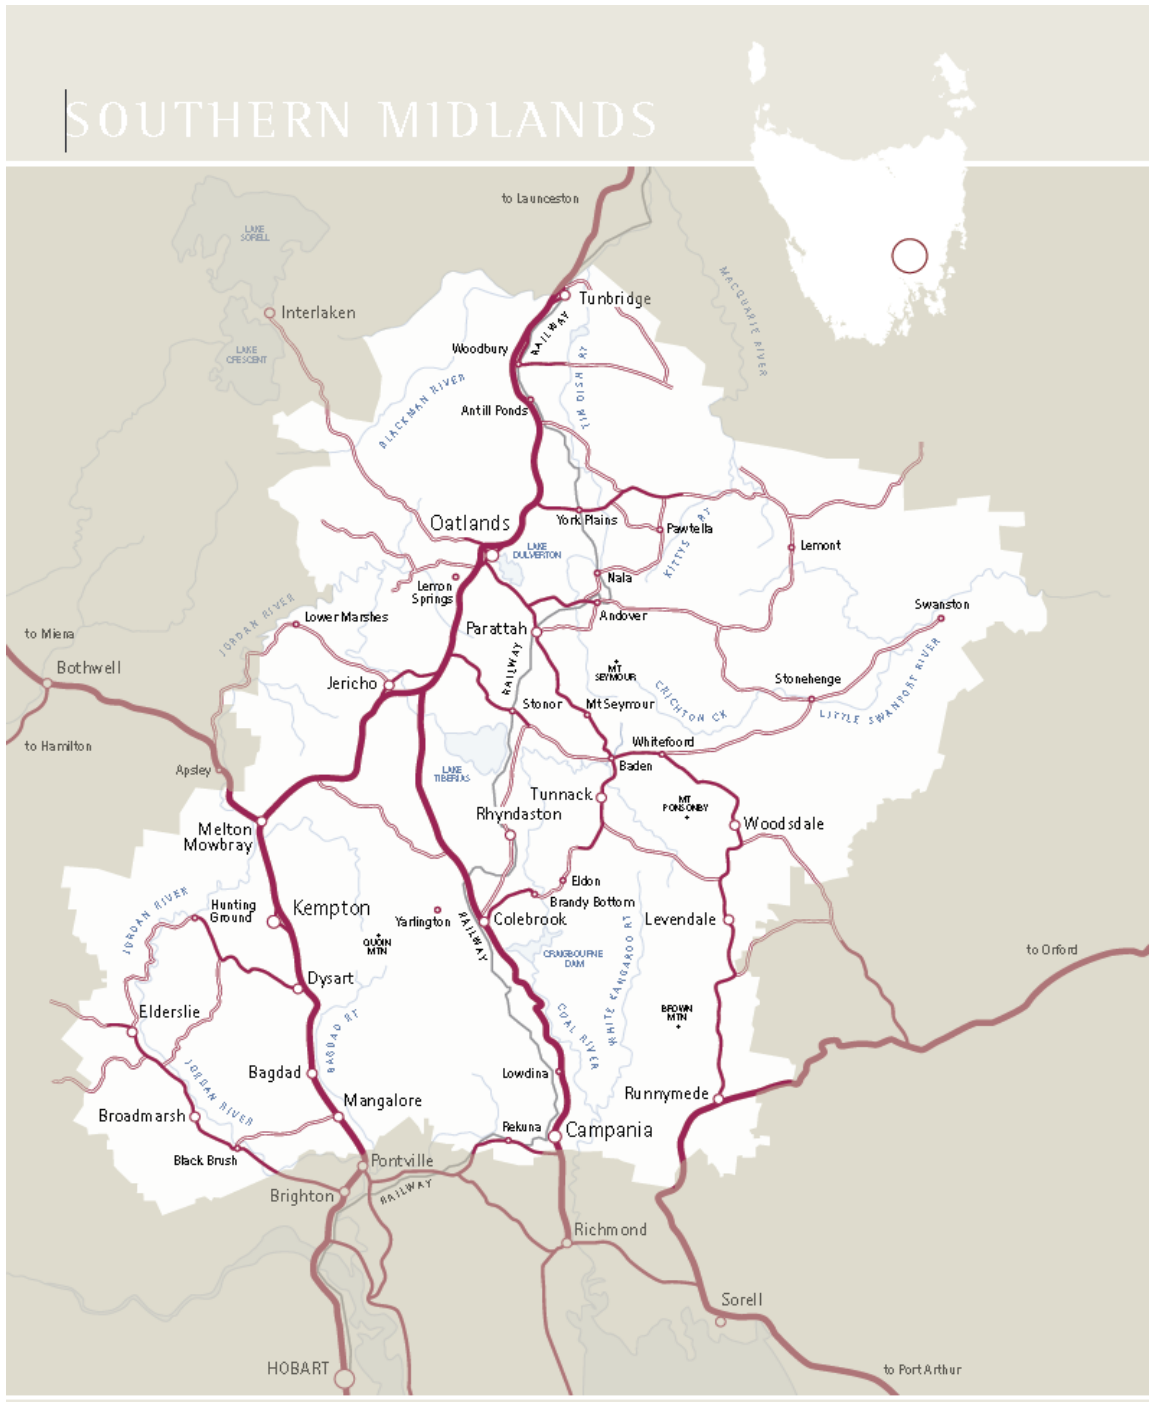 SOUTHERN MIDLANDS
to Launceston
LAKE
SORELL
MACQUARIE RIVER
Tunbridge
Interlaken
RAILWAY
Woodbury
LAKE
CRESCENT
TIN DISH RT
BLACKMAN RIVER
Antill Ponds
Oatlands
York Plains
Pawtella
KITTYS RT
Lemont
LAKE
DULVERTON
Nala
Lemon
Springs
JORDAN RIVER
Lower Marshes
Andover
Swanston
Parattah
to Miena
Bothwell
RAILWAY
MT
SEYMOUR
Jericho
Stonehenge
CRICHTON CK
LITTLE SWANPORT RIVER
Stonor
Mt Seymour
to Hamilton
Whitefoord
Apsley
LAKE
TIBERIAS
Baden
Tunnack
MT
PONSONBY
Rhyndaston
Woodsdale
Melton
Mowbray
Eldon
Brandy Bottom
JORDAN RIVER
Hunting
Ground
Kempton
Yarlington
RAILWAY
Colebrook
Levendale
QUOIN
MTN
CRAIGBOURNE
DAM
WHITE KANGAROO RT
to Orford
Dysart
Elderslie
BAGDAD RT
COAL RIVER
BROWN
MTN
JORDAN RIVER
Bagdad
Lowdina
Runnymede
Mangalore
Broadmarsh
Rekuna
Campania
Black Brush
Pontville
Brighton
RAILWAY
Richmond
Sorell
HOBART
to Port Arthur